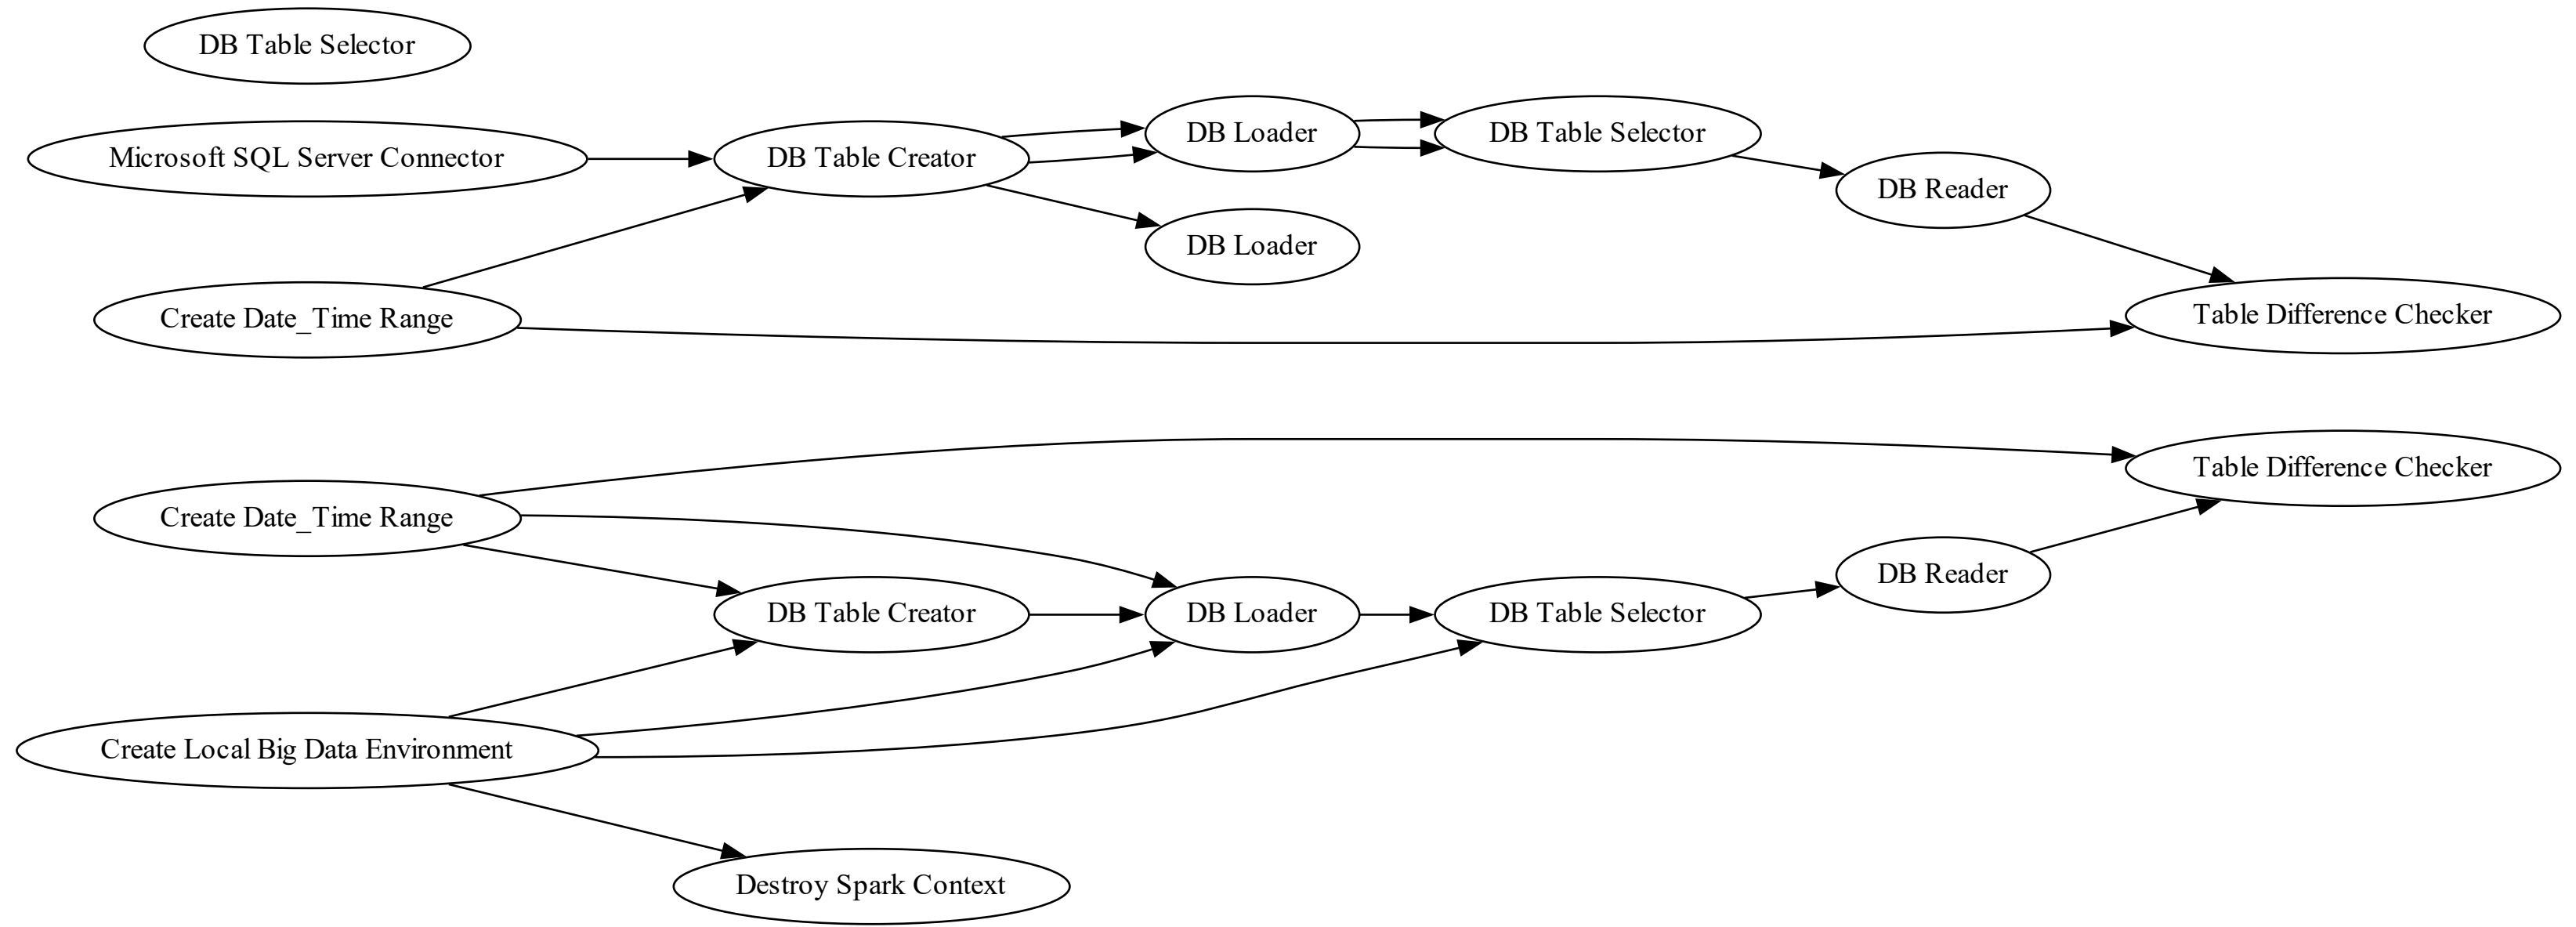 DB Table Selector
Microsoft SQL Server Connector
DB Table Creator
DB Loader
DB Table Selector
DB Reader
DB Loader
Create Date_Time Range
Table Difference Checker
Create Date_Time Range
Table Difference Checker
DB Table Creator
DB Loader
DB Table Selector
DB Reader
Create Local Big Data Environment
Destroy Spark Context